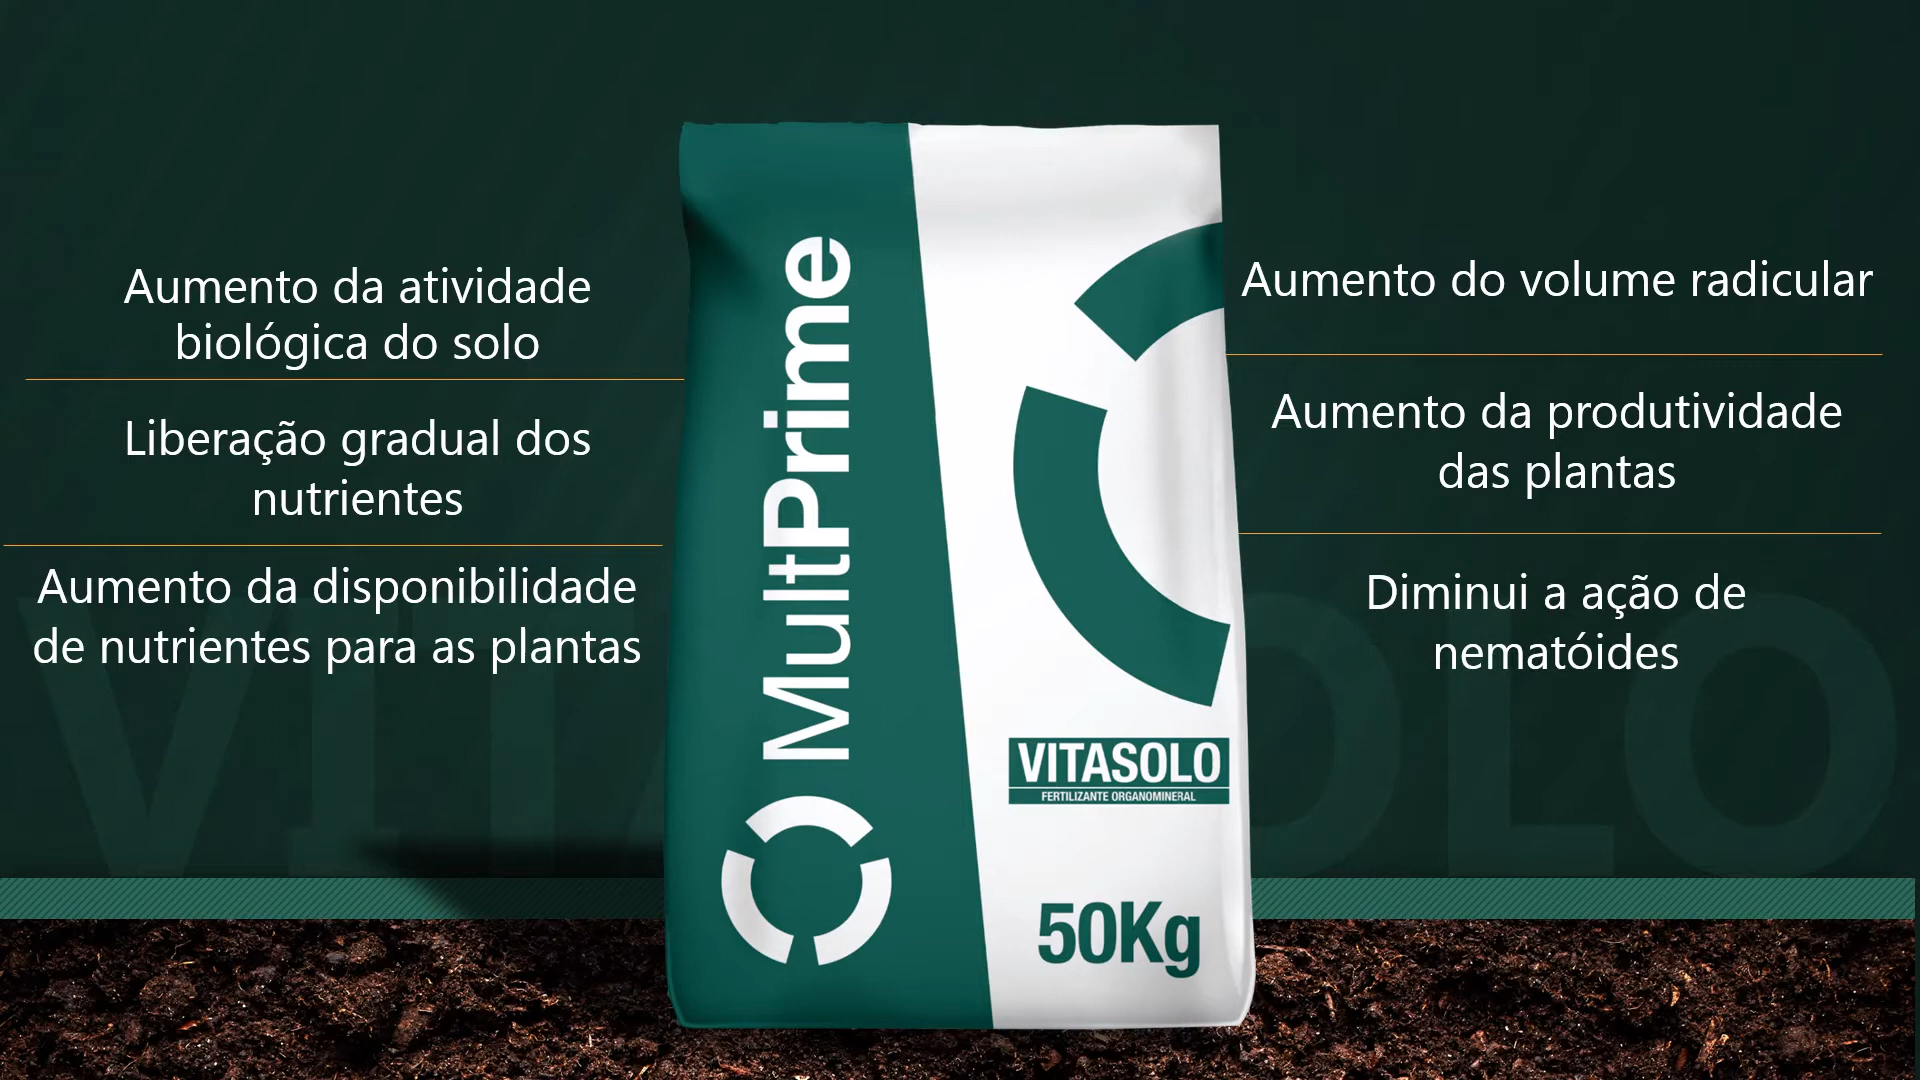 Aumento da atividade
biológica do solo
Liberação gradual dos
nutrientes
Aumento da disponibilidade
de nutrientes para as plantas
MultPrime
VITASOLO
FERTILIZANTE ORGANOMINERAL
50Kg
Aumento do volume radicular
Aumento da produtividade
das plantas
Diminui a ação de
nematóides
VITASOLO